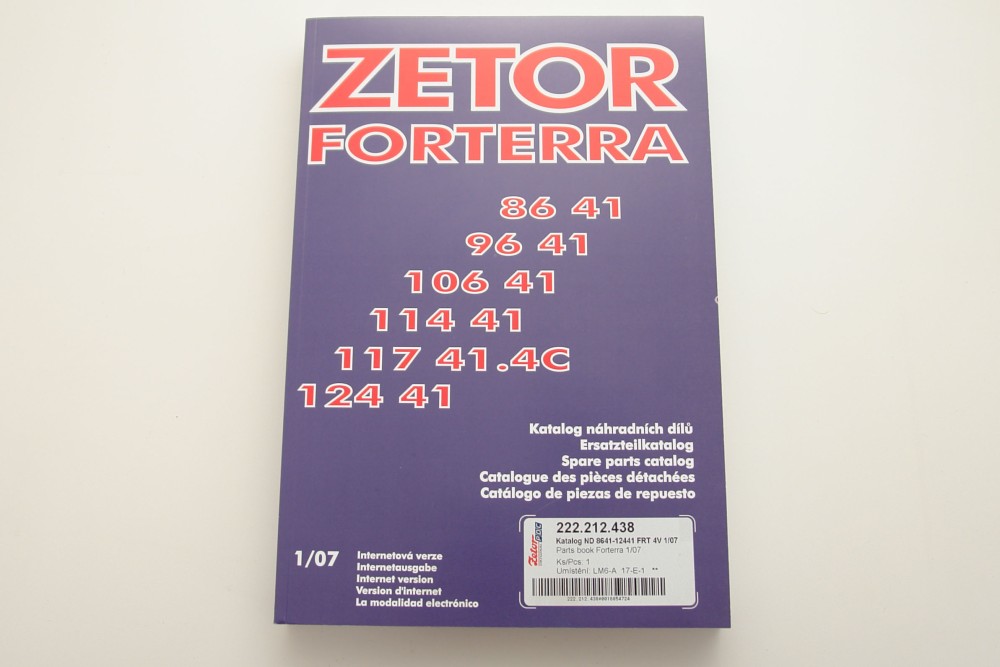 ZETOR
FORTERRA
86 41
96 41
106 41
114 41
117 41.4C
124 41
Katalog náhradních dílů
Ersatzteilkatalog
Spare parts catalog
Catalogue des pièces détachées
Catálogo de piezas de repuesto
1/07
Internetová verze
Internetausgabe
Internet version
Version d'internet
La modalidad electrónico
Zetor PDC
222.212.438
Katalog ND 8641-12441 FRT 4V 1/07
Parts book Forterra 1/07
Ks/Pcs: 1
Umístění: LM6-A 17-E-1 **